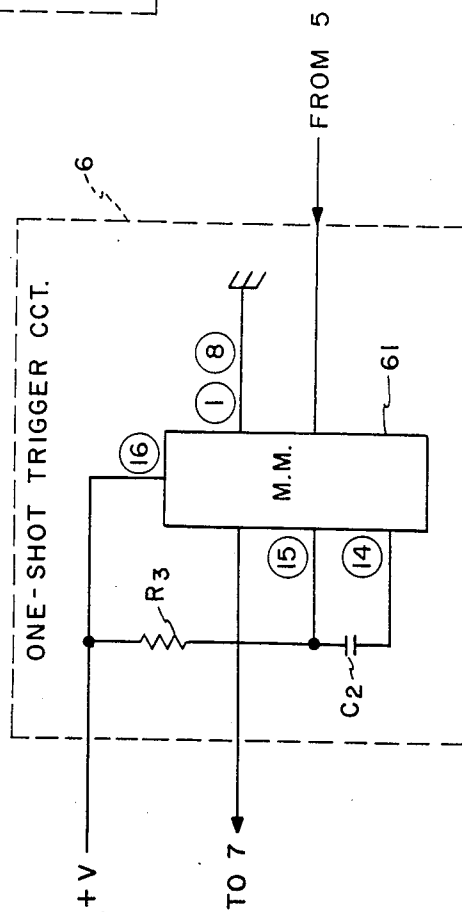 ONE-SHOT TRIGGER CCT.
6
+V
16
R3
1 8
TO 7
M.M.
FROM 5
15
14
C2
61